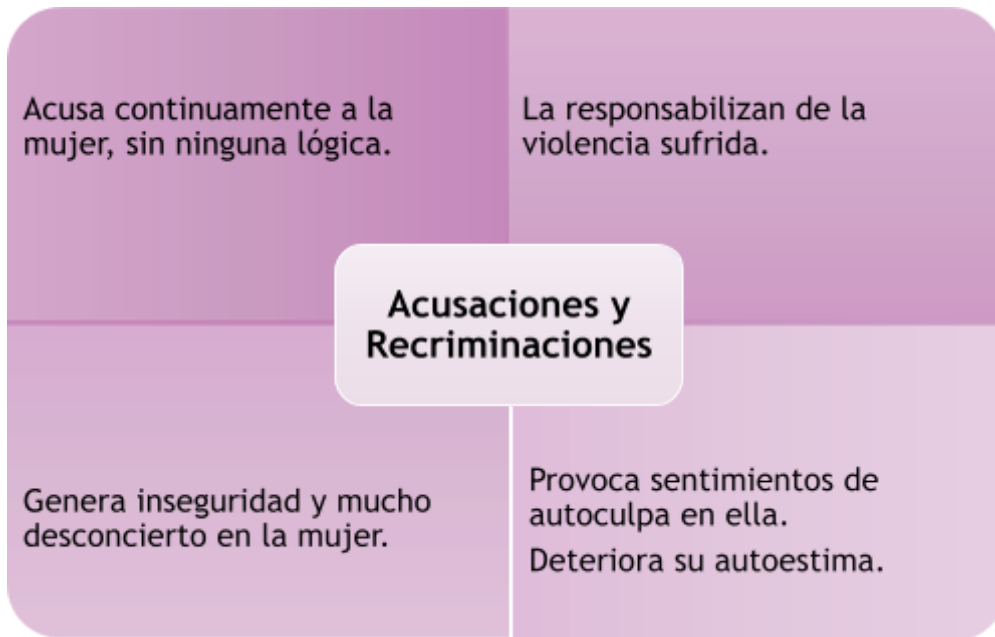 Acusa continuamente a la
mujer, sin ninguna lógica.
La responsabilizan de la
violencia sufrida.
Acusaciones y
Recriminaciones
Genera inseguridad y mucho
desconcierto en la mujer.
Provoca sentimientos de
autoculpa en ella.
Deteriora su autoestima.